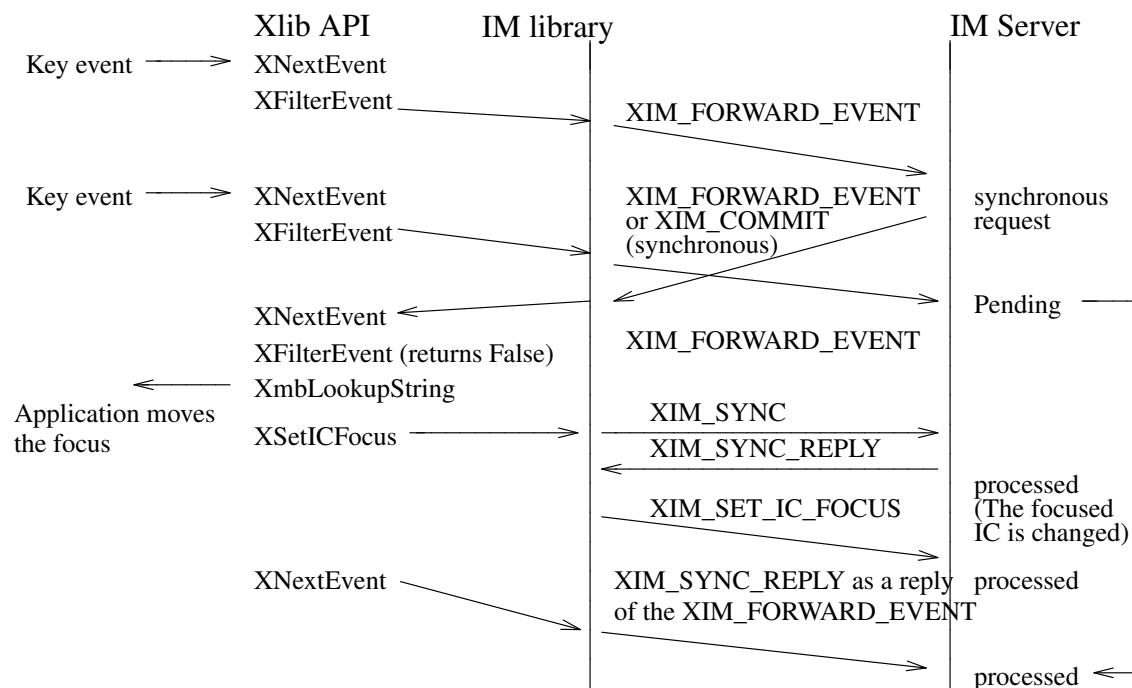 Xlib API IM library IM Server
Key event XNextEvent
XFilterEvent
XIM_FORWARD_EVENT
Key event XNextEvent XIM_FORWARD_EVENT synchronous
or XIM_COMMIT request
XFilterEvent (synchronous)
XNextEvent Pending
XIM_FORWARD_EVENT
XFilterEvent (returns False)
XmbLookupString
Application moves XIM_SYNC
the focus XSetICFocus
XIM_SYNC_REPLY
processed
XIM_SET_IC_FOCUS (The focused
IC is changed)
XNextEvent XIM_SYNC_REPLY as a reply processed
of the XIM_FORWARD_EVENT
processed